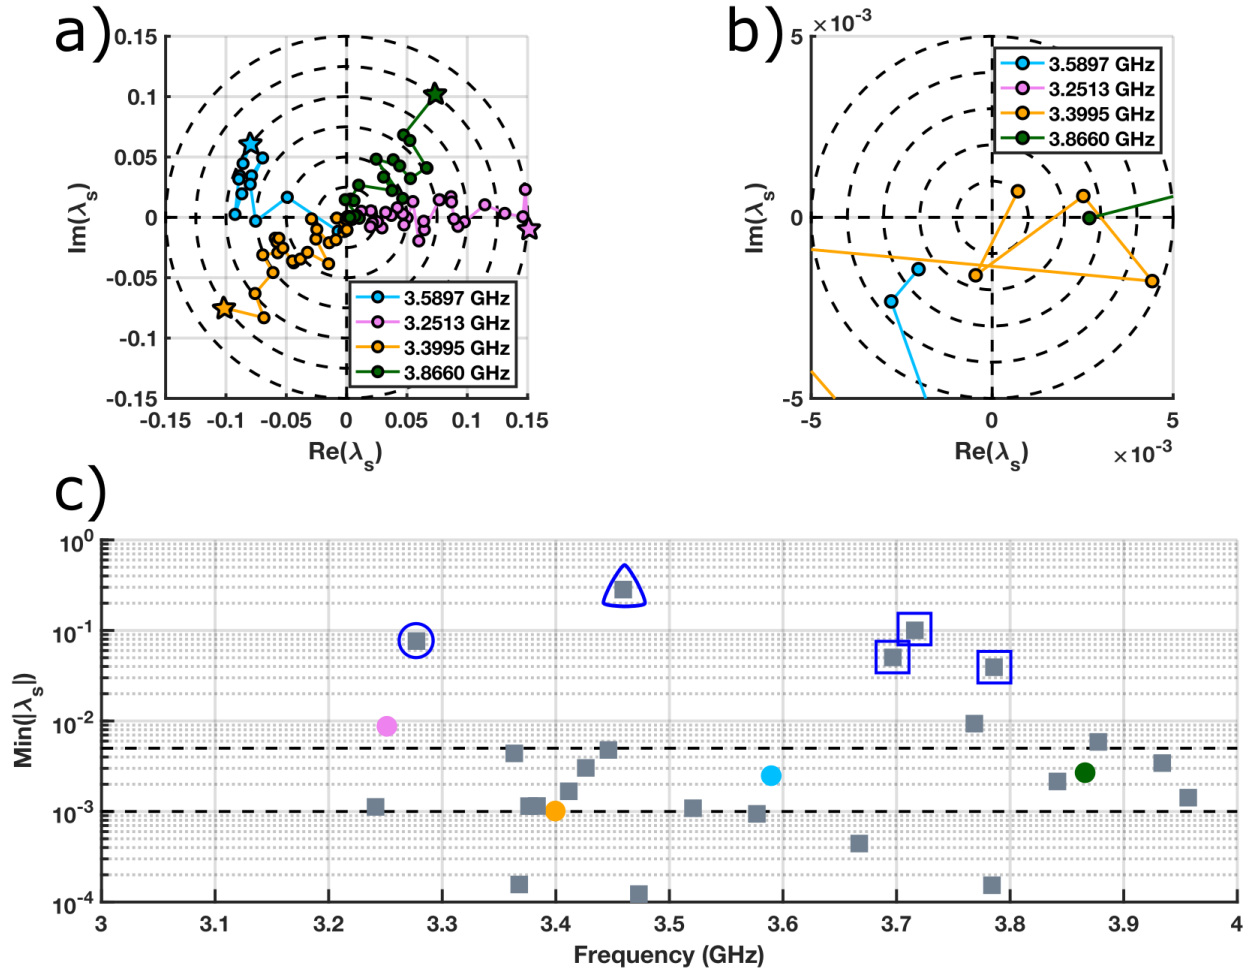 a)
0.15
0.1
0.05
0
-0.05
-0.1
-0.15
Im(λs)
-0.15 -0.1 -0.05 0 0.05 0.1 0.15
Re(λs)
3.5897 GHz
3.2513 GHz
3.3995 GHz
3.8660 GHz
b)
×10-3
5
0
-5
Im(λs)
-5 0 5
Re(λs)
×10-3
3.5897 GHz
3.2513 GHz
3.3995 GHz
3.8660 GHz
c)
100
10-1
10-2
10-3
10-4
Min(|λs|)
3 3.1 3.2 3.3 3.4 3.5 3.6 3.7 3.8 3.9 4
Frequency (GHz)